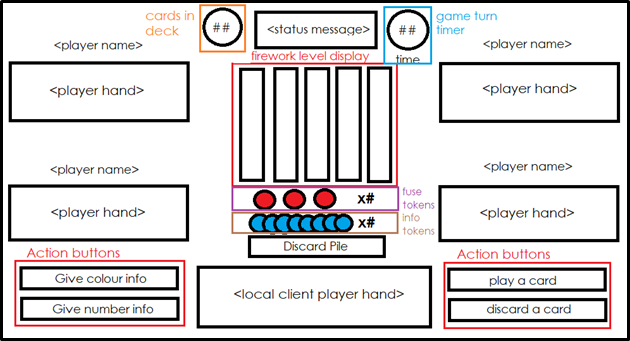 cards in
deck
##
<status message>
##
time
game turn
timer
<player name>
<player hand>
firework level display
<player name>
<player hand>
<player name>
<player hand>
x#
fuse
tokens
x#
info
tokens
<player name>
<player hand>
Discard Pile
Action buttons
Give colour info
Give number info
<local client player hand>
Action buttons
play a card
discard a card